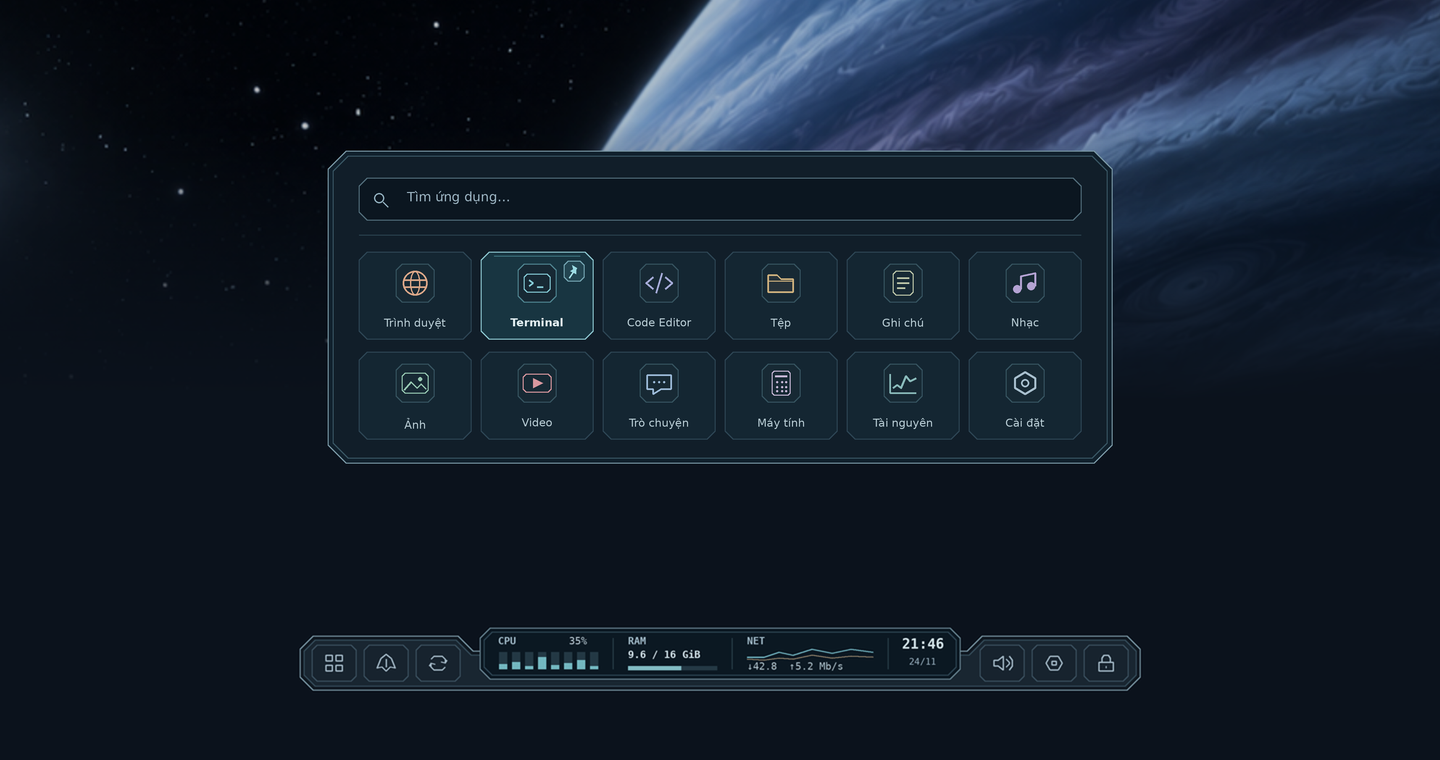 Tìm ứng dụng...
Trình duyệt
Terminal
Code Editor
Tệp
Ghi chú
Nhạc
Ảnh
Video
Trò chuyện
Máy tính
Tài nguyên
Cài đặt
CPU 35%
RAM
9.6 / 16 GiB
NET
↓42.8 ↑5.2 Mb/s
21:46
24/11